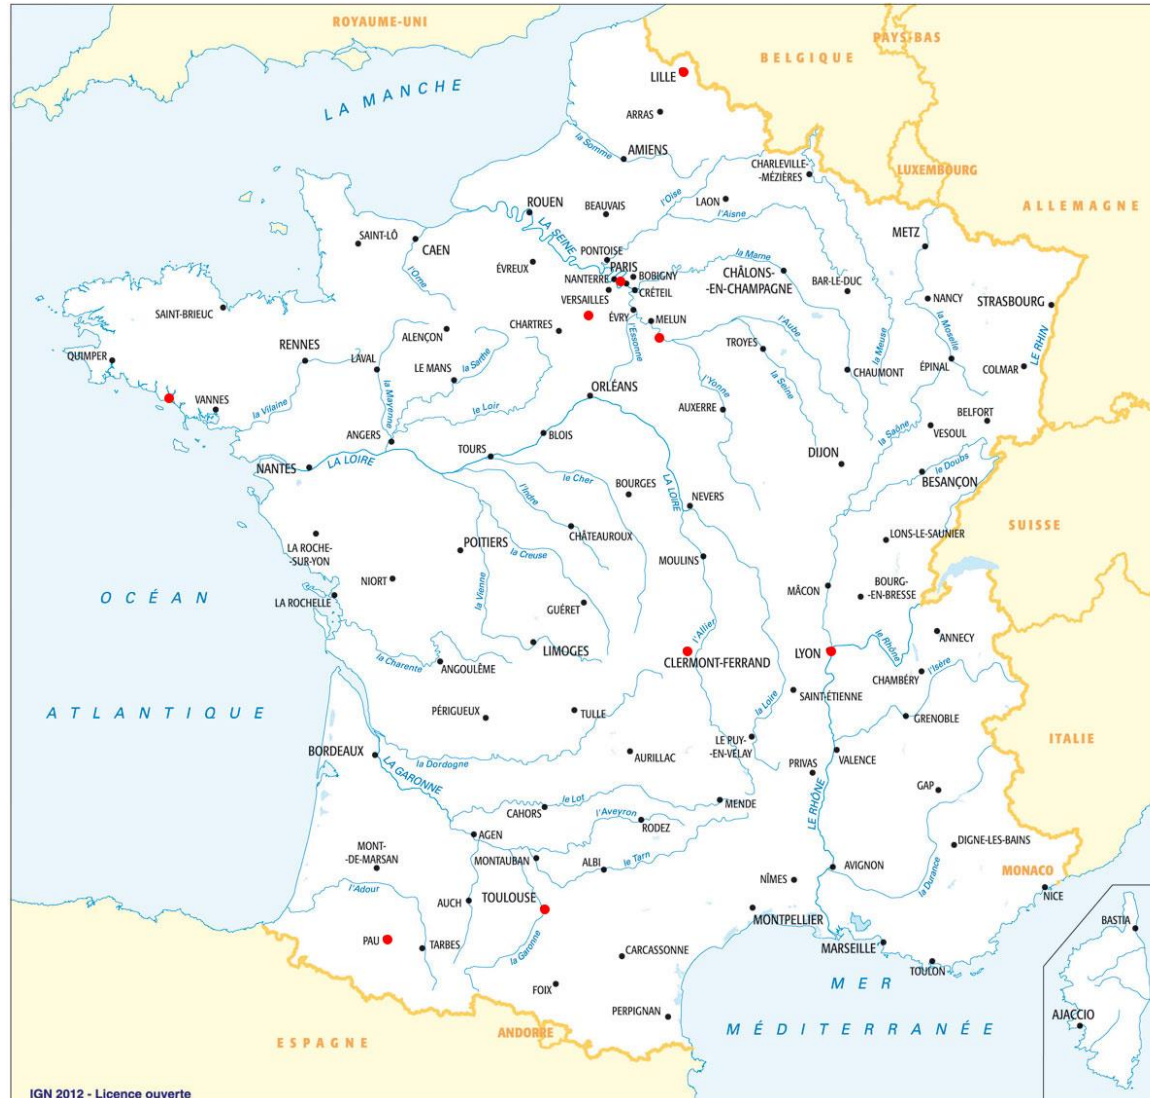 ROYAUME-UNI
PAYS-BAS
BELGIQUE
LILLE
LA MANCHE
ARRAS
la Somme
AMIENS
CHARLEVILLE-
-MÉZIÈRES
LUXEMBOURG
ALLEMAGNE
l'Oise
LAON
ROUEN
BEAUVAIS
l'Aisne
LA SEINE
SAINT-LÔ
CAEN
METZ
PONTOISE
la Marne
l'Orne
ÉVREUX
PARIS
NANTERRE
BOBIGNY
CHÂLONS-
-EN-CHAMPAGNE
BAR-LE-DUC
VERSAILLES
CRÉTEIL
NANCY
STRASBOURG
SAINT-BRIEUC
ÉVRY
MELUN
CHARTRES
l'Essonne
l'Aube
la Meuse
la Moselle
LE RHIN
ALENÇON
TROYES
RENNES
QUIMPER
LAVAL
LE MANS
la Sarthe
CHAUMONT
ÉPINAL
COLMAR
la Seine
l'Yonne
ORLÉANS
la Mayenne
VANNES
la Vilaine
le Loir
AUXERRE
BELFORT
la Saône
VESOUL
ANGERS
BLOIS
TOURS
DIJON
NANTES
LA LOIRE
le Doubs
BESANÇON
l'Indre
le Cher
BOURGES
LA LOIRE
NEVERS
SUISSE
CHÂTEAUROUX
LONS-LE-SAUNIER
LA ROCHE-
-SUR-YON
POITIERS
la Creuse
MOULINS
NIORT
la Vienne
MÂCON
BOURG-
-EN-BRESSE
OCÉAN
LA ROCHELLE
GUÉRET
l'Allier
ANNECY
LIMOGES
CLERMONT-FERRAND
LYON
le Rhône
la Charente
ANGOULÊME
CHAMBÉRY
l'Isère
SAINT-ÉTIENNE
ATLANTIQUE
PÉRIGUEUX
TULLE
la Loire
GRENOBLE
ITALIE
LE PUY-
-EN-VELAY
BORDEAUX
AURILLAC
VALENCE
la Dordogne
PRIVAS
LA GARONNE
GAP
le Lot
MENDE
LE RHÔNE
CAHORS
l'Aveyron
RODEZ
AGEN
DIGNE-LES-BAINS
MONT-
-DE-MARSAN
MONTAUBAN
ALBI
le Tarn
AVIGNON
MONACO
la Durance
NÎMES
l'Adour
AUCH
TOULOUSE
NICE
MONTPELLIER
BASTIA
PAU
TARBES
la Garonne
CARCASSONNE
MARSEILLE
TOULON
FOIX
MER
PERPIGNAN
AJACCIO
ANDORRE
MÉDITERRANÉE
ESPAGNE
IGN 2012 - Licence ouverte